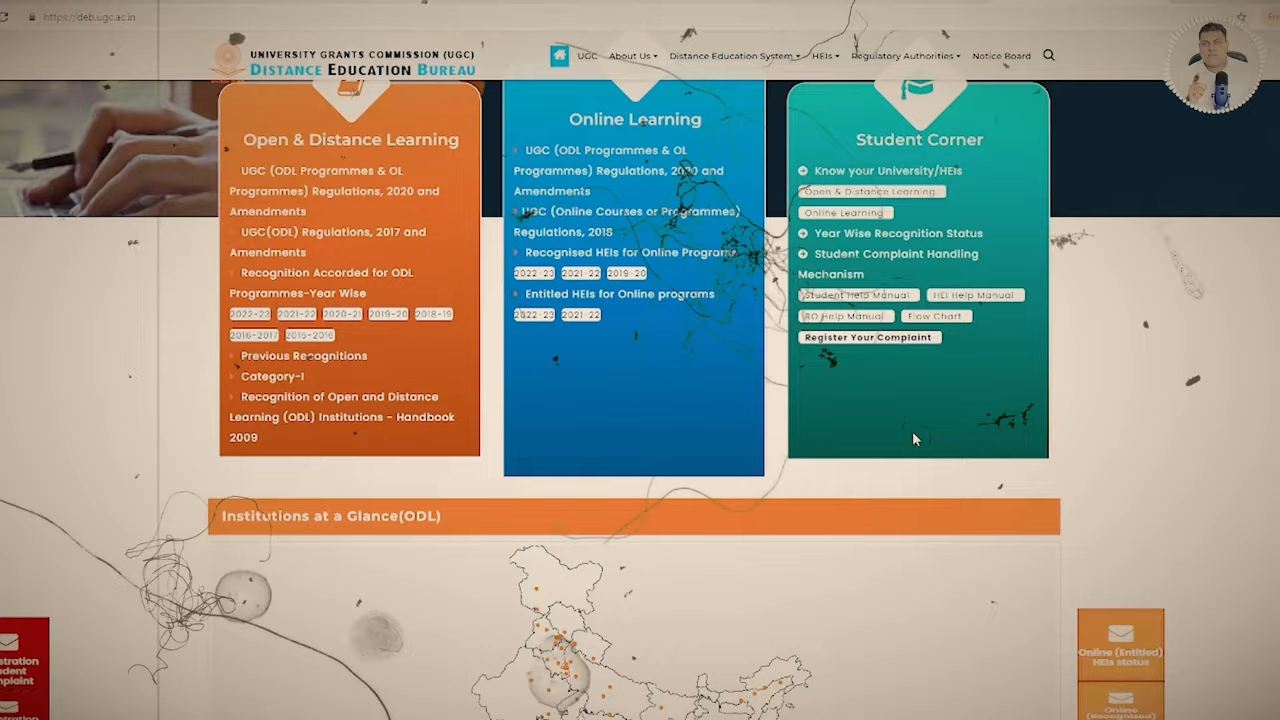 https://deb.ugc.ac.in
UNIVERSITY GRANTS COMMISSION (UGC)
DISTANCE EDUCATION BUREAU
UGC About Us Distance Education System HEIs Regulatory Authorities Notice Board
Open & Distance Learning
UGC (ODL Programmes & OL
Programmes) Regulations, 2020 and
Amendments
UGC(ODL) Regulations, 2017 and
Amendments
Recognition Accorded for ODL
Programmes-Year Wise
2022-23 2021-22 2020-21 2019-20 2018-19
2016-2017 2015-2016
Previous Recognitions
Category-I
Recognition of Open and Distance
Learning (ODL) Institutions - Handbook
2009
Online Learning
UGC (ODL Programmes & OL
Programmes) Regulations, 2020 and
Amendments
UGC (Online Courses or Programmes)
Regulations, 2018
Recognised HEIs for Online Programs
2022-23 2021-22 2019-20
Entitled HEIs for Online programs
2022-23 2021-22
Student Corner
Know your University/HEIs
Open & Distance Learning
Online Learning
Year Wise Recognition Status
Student Complaint Handling
Mechanism
Student Help Manual HEI Help Manual
RO Help Manual Flow Chart
Register Your Complaint
Institutions at a Glance(ODL)
stration
dent
nplaint
Online (Entitled)
HEIs status
Online